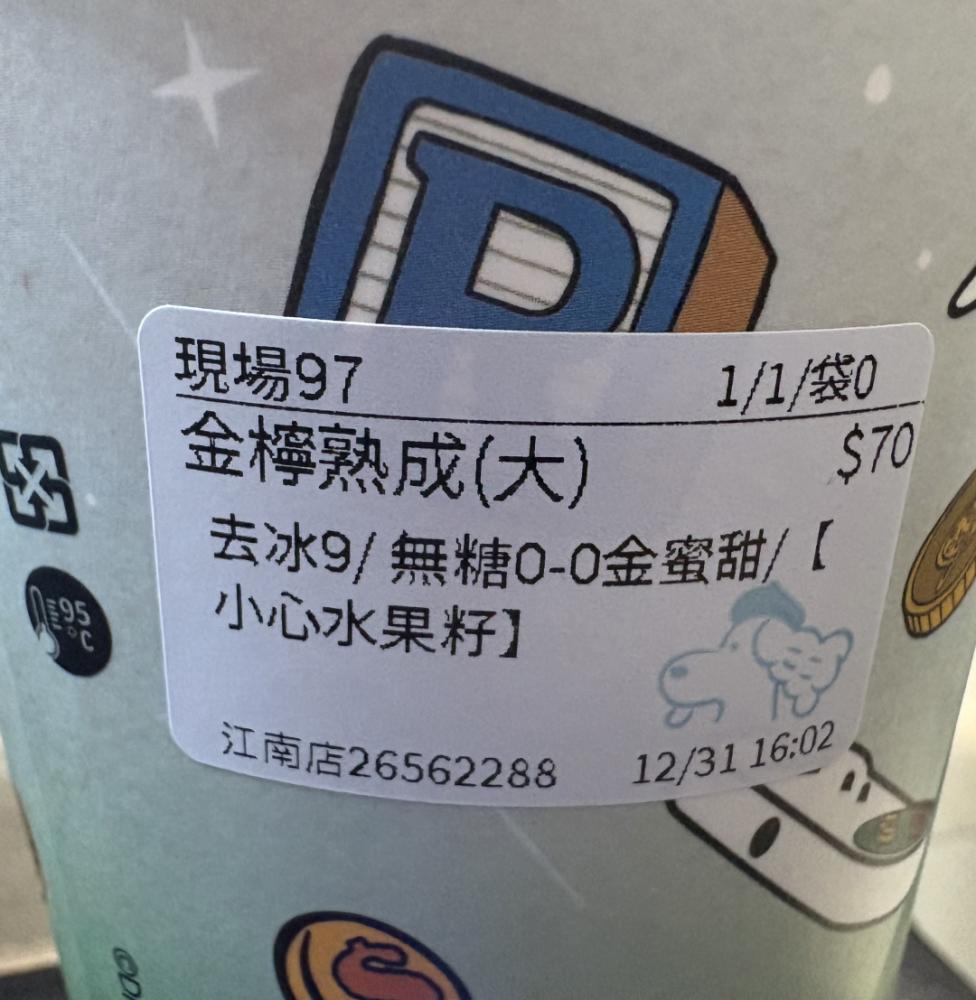 P
現場97 1/1/袋0
金檸熟成(大) $70
去冰9/ 無糖0-0金蜜甜/【
小心水果籽】
江南店26562288 12/31 16:02
95
°C
S